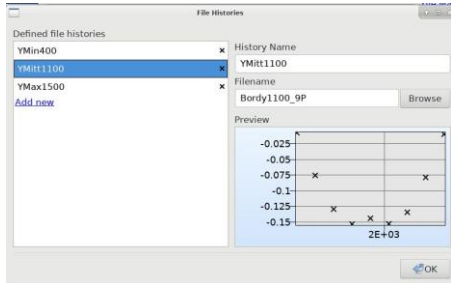 File Histories
Defined file histories
YMin400
YMitt1100
YMax1500
Add new
History Name
YMitt1100
Filename
Bordy1100_9P
Browse
Preview
-0.025
-0.05
-0.075
-0.1
-0.125
-0.15
2E+03
OK